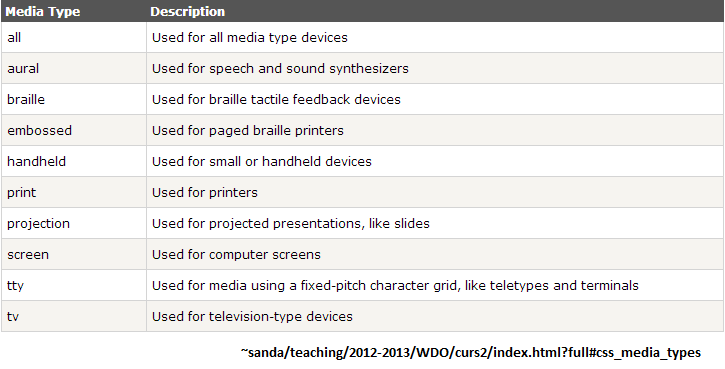 Media Type Description
all Used for all media type devices
aural Used for speech and sound synthesizers
braille Used for braille tactile feedback devices
embossed Used for paged braille printers
handheld Used for small or handheld devices
print Used for printers
projection Used for projected presentations, like slides
screen Used for computer screens
tty Used for media using a fixed-pitch character grid, like teletypes and terminals
tv Used for television-type devices
~sanda/teaching/2012-2013/WDO/curs2/index.html?full#css_media_types